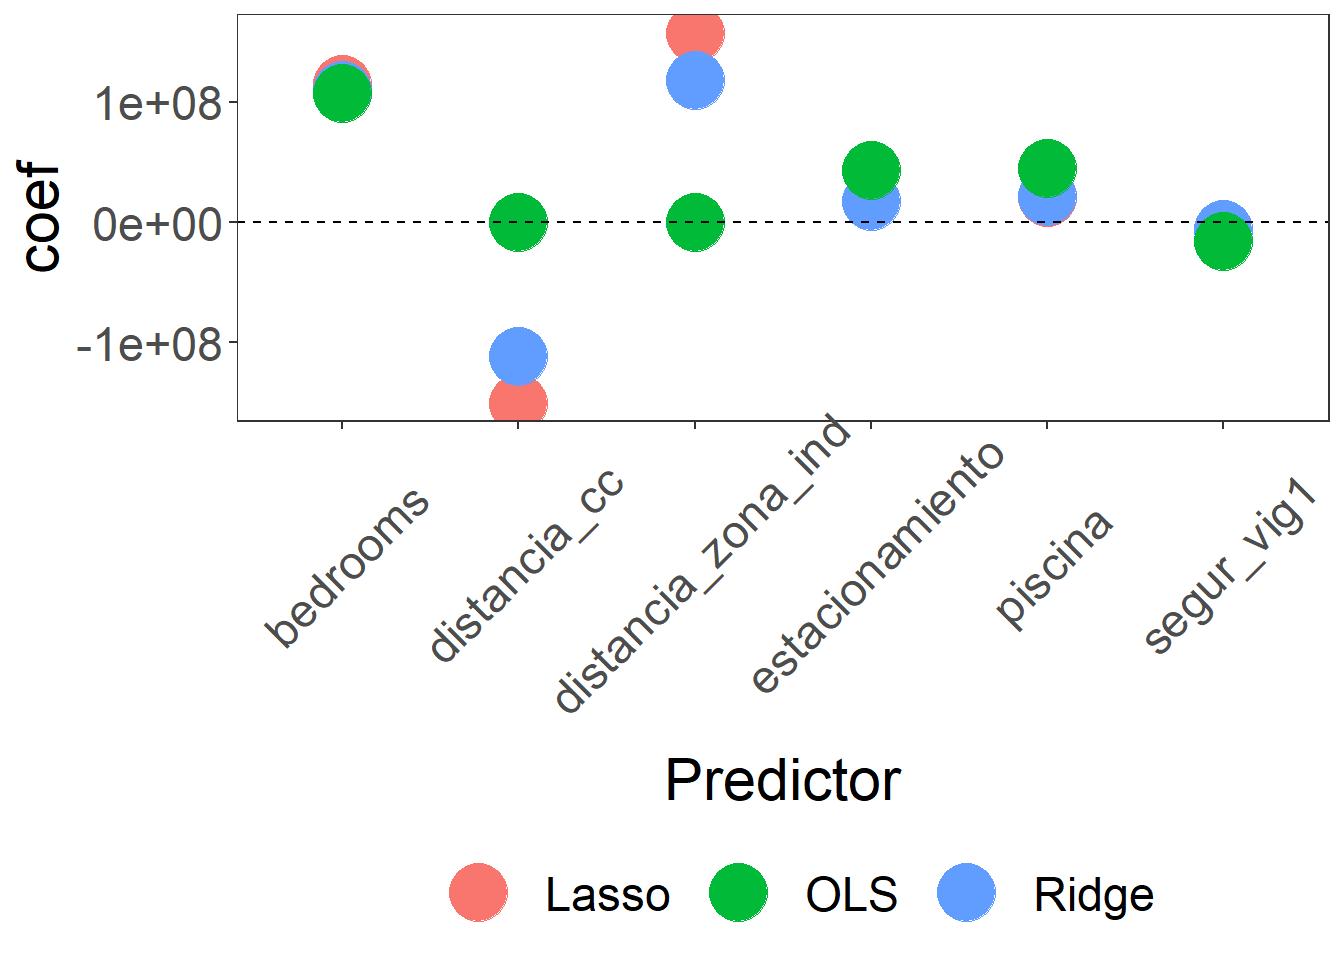 coef
1e+08
0e+00
-1e+08
bedrooms
distancia_cc
distancia_zona_ind
estacionamiento
piscina
segur_vig1
Predictor
Lasso OLS Ridge